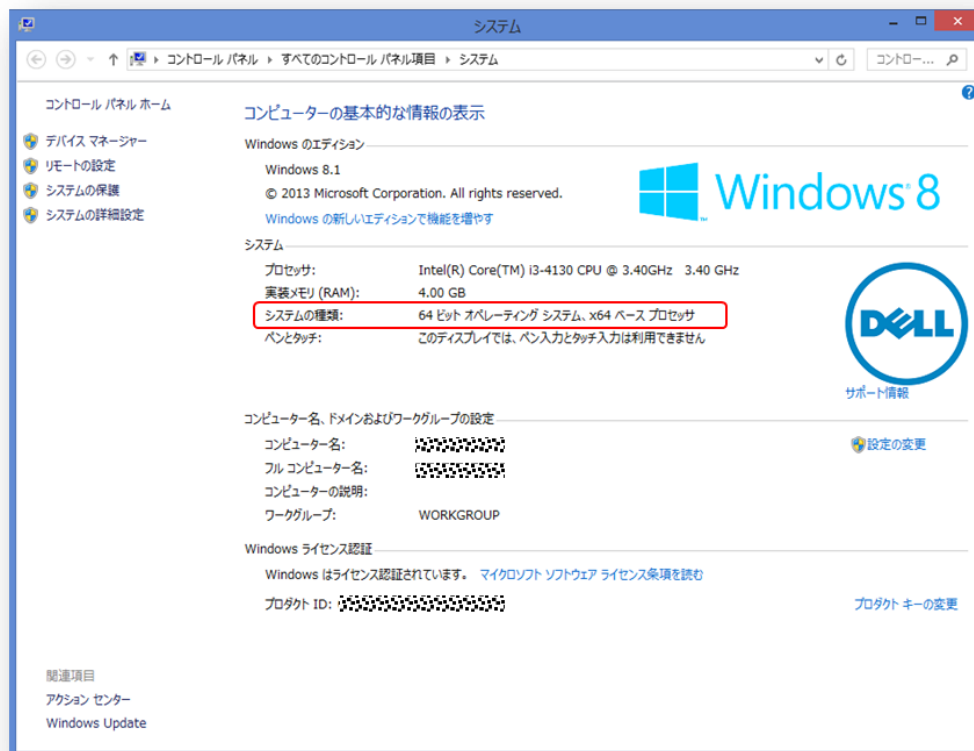 システム
コントロール パネル ▸ すべてのコントロール パネル項目 ▸ システム
コントロー...
コントロール パネル ホーム
デバイス マネージャー
リモートの設定
システムの保護
システムの詳細設定
コンピューターの基本的な情報の表示
Windows のエディション
Windows 8.1
© 2013 Microsoft Corporation. All rights reserved.
Windows の新しいエディションで機能を増やす
Windows 8
システム
プロセッサ: Intel(R) Core(TM) i3-4130 CPU @ 3.40GHz 3.40 GHz
実装メモリ (RAM): 4.00 GB
システムの種類: 64 ビット オペレーティング システム、x64 ベース プロセッサ
ペンとタッチ: このディスプレイでは、ペン入力とタッチ入力は利用できません
DELL
サポート情報
コンピューター名、ドメインおよびワークグループの設定
コンピューター名:
設定の変更
フル コンピューター名:
コンピューターの説明:
ワークグループ: WORKGROUP
Windows ライセンス認証
Windows はライセンス認証されています。 マイクロソフト ソフトウェア ライセンス条項を読む
プロダクト ID:
プロダクト キーの変更
関連項目
アクション センター
Windows Update